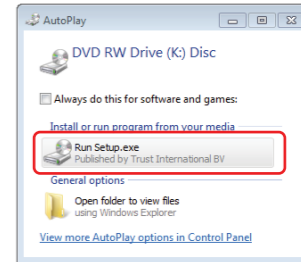 AutoPlay
DVD RW Drive (K:) Disc
Always do this for software and games:
Install or run program from your media
Run Setup.exe
Published by Trust International BV
General options
Open folder to view files
using Windows Explorer
View more AutoPlay options in Control Panel